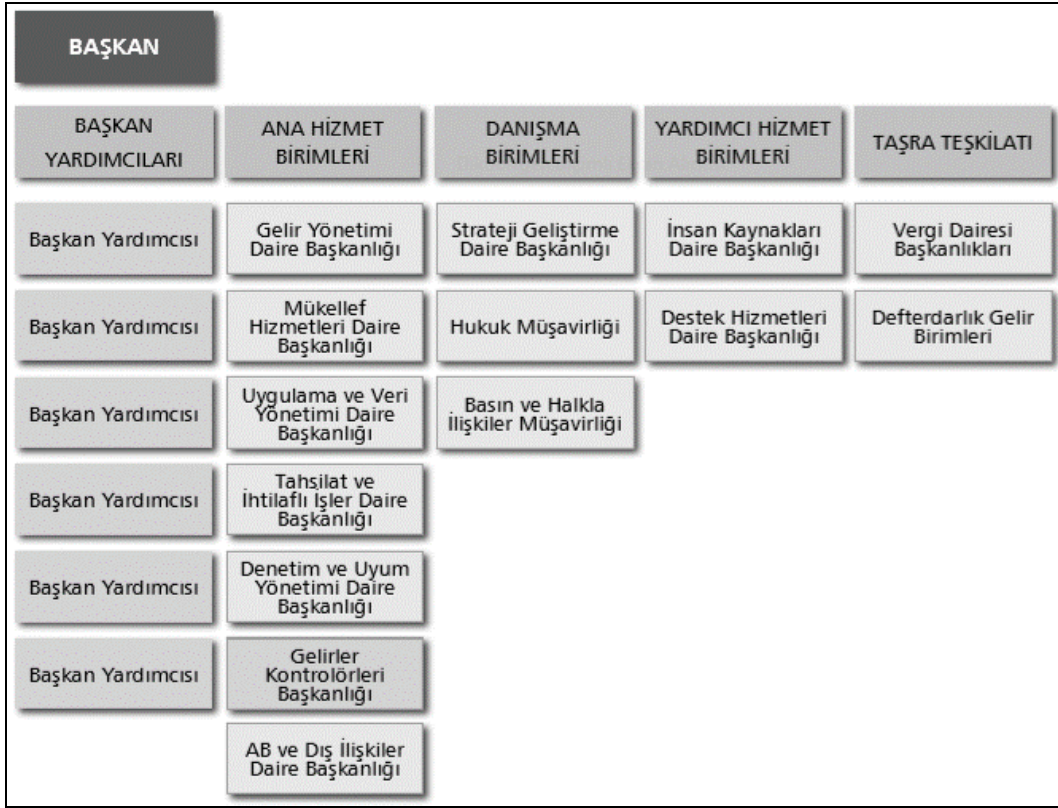 BAŞKAN
BAŞKAN
YARDIMCILARI
ANA HİZMET
BİRİMLERİ
DANIŞMA
BİRİMLERİ
YARDIMCI HİZMET
BİRİMLERİ
TAŞRA TEŞKİLATI
Başkan Yardımcısı
Gelir Yönetimi
Daire Başkanlığı
Strateji Geliştirme
Daire Başkanlığı
İnsan Kaynakları
Daire Başkanlığı
Vergi Dairesi
Başkanlıkları
Başkan Yardımcısı
Mükellef
Hizmetleri Daire
Başkanlığı
Hukuk Müşavirliği
Destek Hizmetleri
Daire Başkanlığı
Defterdarlık Gelir
Birimleri
Başkan Yardımcısı
Uygulama ve Veri
Yönetimi Daire
Başkanlığı
Basın ve Halkla
İlişkiler Müşavirliği
Başkan Yardımcısı
Tahsilat ve
İhtilaflı İşler Daire
Başkanlığı
Başkan Yardımcısı
Denetim ve Uyum
Yönetimi Daire
Başkanlığı
Başkan Yardımcısı
Gelirler
Kontrolörleri
Başkanlığı
AB ve Dış İlişkiler
Daire Başkanlığı